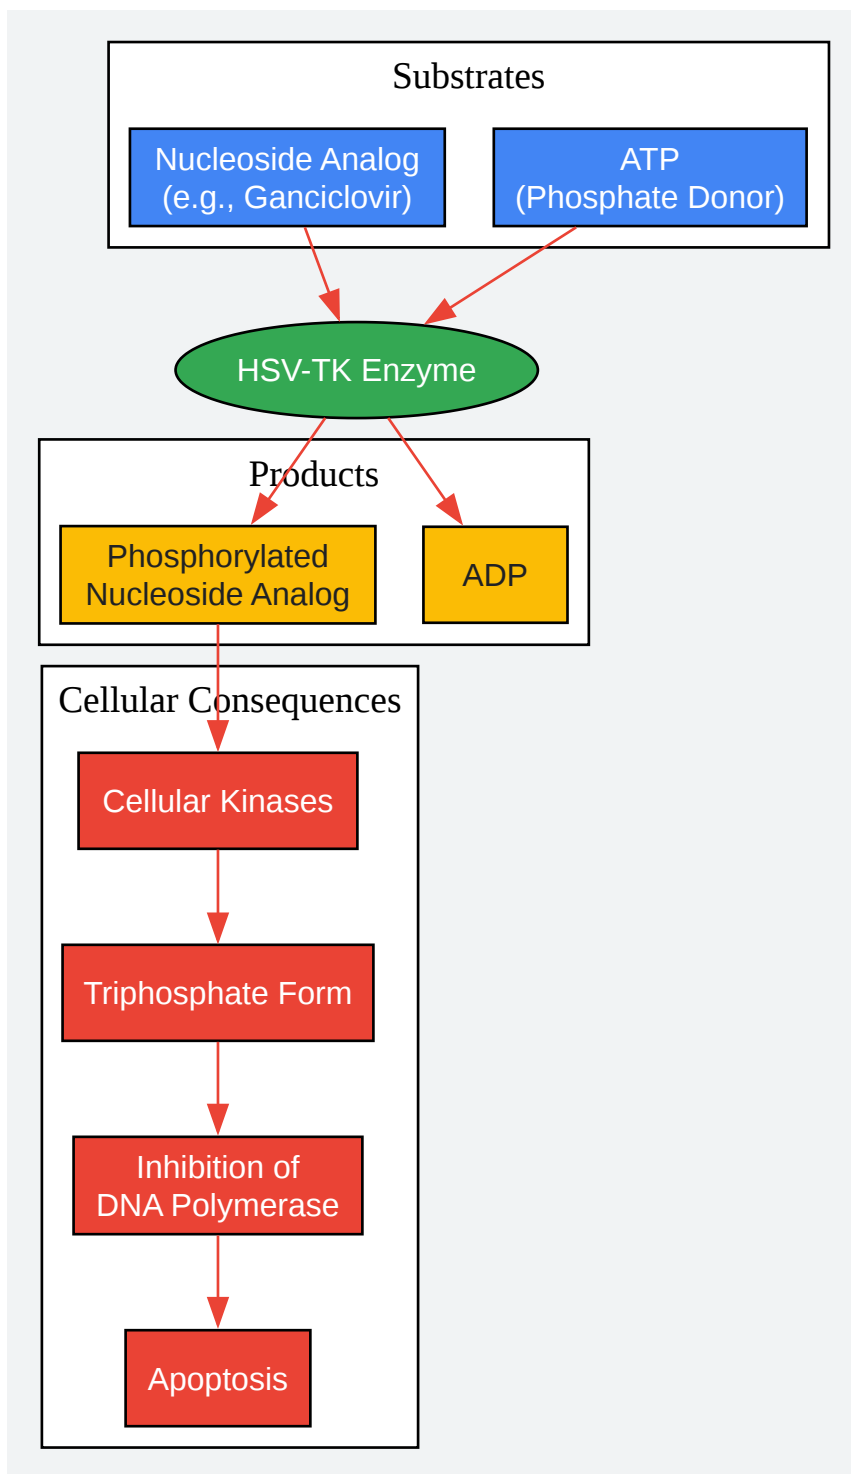 Substrates
Nucleoside Analog
(e.g., Ganciclovir)
ATP
(Phosphate Donor)
HSV-TK Enzyme
Products
Phosphorylated
Nucleoside Analog
ADP
Cellular Consequences
Cellular Kinases
Triphosphate Form
Inhibition of
DNA Polymerase
Apoptosis